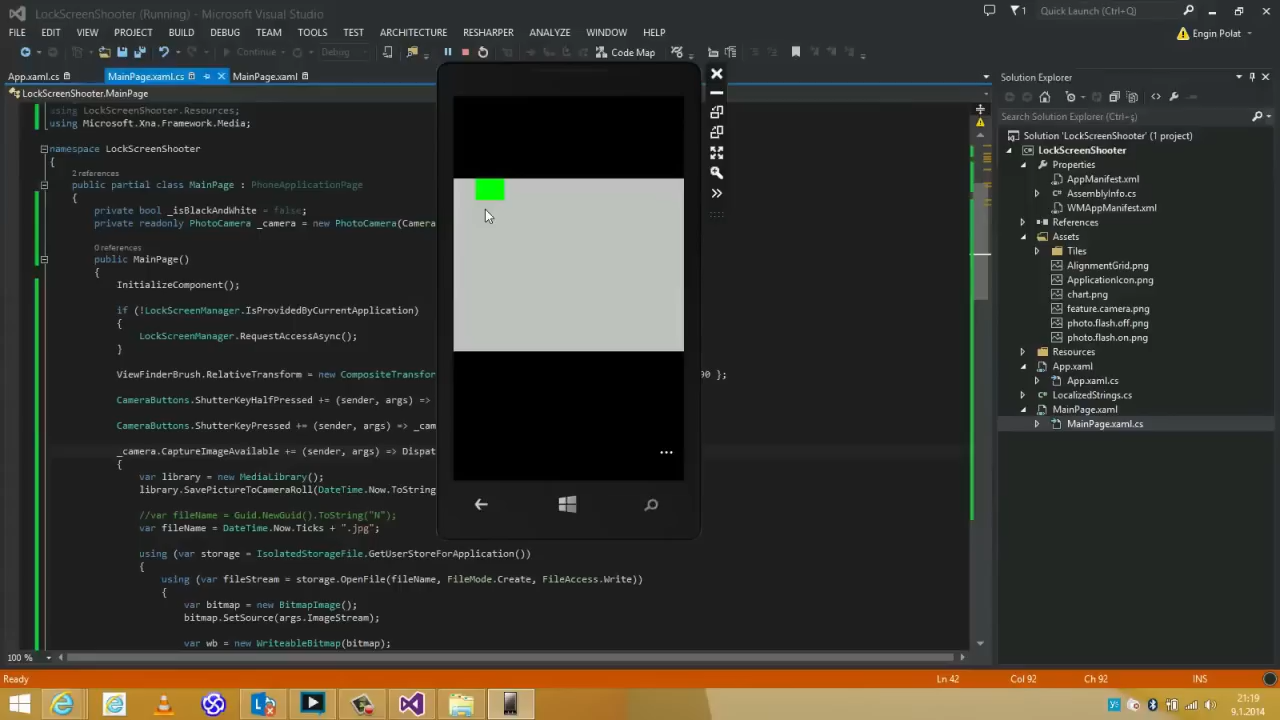 LockScreenShooter (Running) - Microsoft Visual Studio
1
Quick Launch (Ctrl+Q)
FILE EDIT VIEW PROJECT BUILD DEBUG TEAM TOOLS TEST ARCHITECTURE RESHARPER ANALYZE WINDOW HELP
Engin Polat
Continue Debug Code Map
App.xaml.cs MainPage.xaml.cs MainPage.xaml
Solution Explorer
LockScreenShooter.MainPage
using LockScreenShooter.Resources;
using Microsoft.Xna.Framework.Media;
namespace LockScreenShooter
{
2 references
public partial class MainPage : PhoneApplicationPage
{
private bool _isBlackAndWhite = false;
private readonly PhotoCamera _camera = new PhotoCamera(Camera
0 references
public MainPage()
{
InitializeComponent();
if (!LockScreenManager.IsProvidedByCurrentApplication)
{
LockScreenManager.RequestAccessAsync();
}
ViewFinderBrush.RelativeTransform = new CompositeTransfor 90 };
CameraButtons.ShutterKeyHalfPressed += (sender, args) =>
CameraButtons.ShutterKeyPressed += (sender, args) => _cam
_camera.CaptureImageAvailable += (sender, args) => Dispat
{
var library = new MediaLibrary();
library.SavePictureToCameraRoll(DateTime.Now.ToString
//var fileName = Guid.NewGuid().ToString("N");
var fileName = DateTime.Now.Ticks + ".jpg";
using (var storage = IsolatedStorageFile.GetUserStoreForApplication())
{
using (var fileStream = storage.OpenFile(fileName, FileMode.Create, FileAccess.Write))
{
var bitmap = new BitmapImage();
bitmap.SetSource(args.ImageStream);
var wb = new WriteableBitmap(bitmap);
100 %
Search Solution Explorer (Ctrl+ş)
Solution 'LockScreenShooter' (1 project)
LockScreenShooter
Properties
AppManifest.xml
AssemblyInfo.cs
WMAppManifest.xml
References
Assets
Tiles
AlignmentGrid.png
ApplicationIcon.png
chart.png
feature.camera.png
photo.flash.off.png
photo.flash.on.png
Resources
App.xaml
App.xaml.cs
LocalizedStrings.cs
MainPage.xaml
MainPage.xaml.cs
Ready Ln 42 Col 92 Ch 92 INS
21:19
9.1.2014